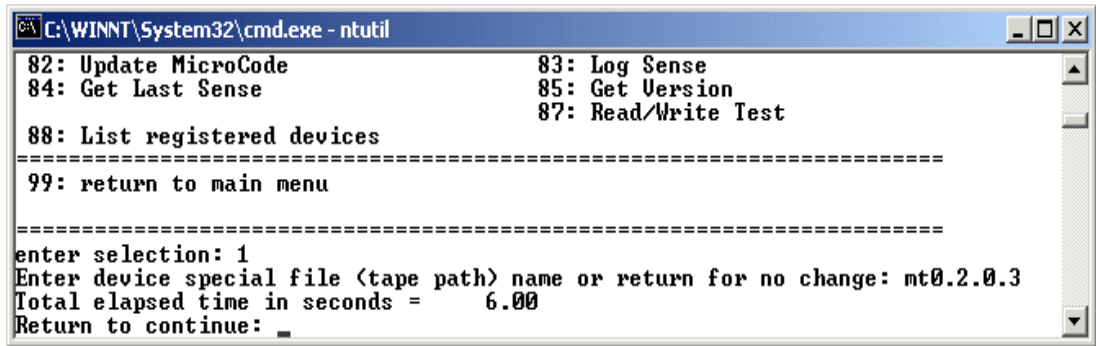 C:\WINNT\System32\cmd.exe - ntutil
82: Update MicroCode 83: Log Sense
84: Get Last Sense 85: Get Version
87: Read/Write Test
88: List registered devices
=======================================================================
99: return to main menu
=======================================================================
enter selection: 1
Enter device special file (tape path) name or return for no change: mt0.2.0.3
Total elapsed time in seconds = 6.00
Return to continue: _